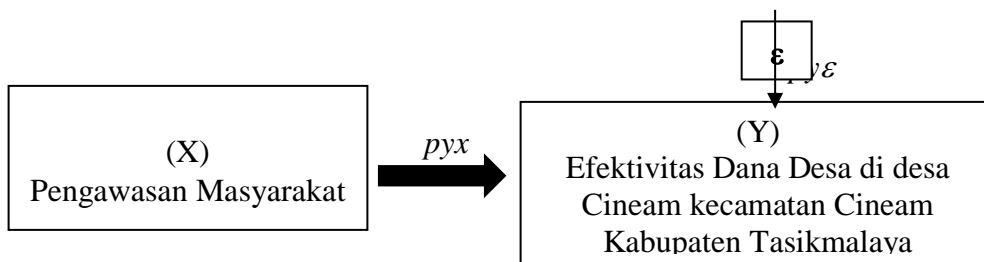 ε
pyε
(X)
Pengawasan Masyarakat
pyx
(Y)
Efektivitas Dana Desa di desa
Cineam kecamatan Cineam
Kabupaten Tasikmalaya